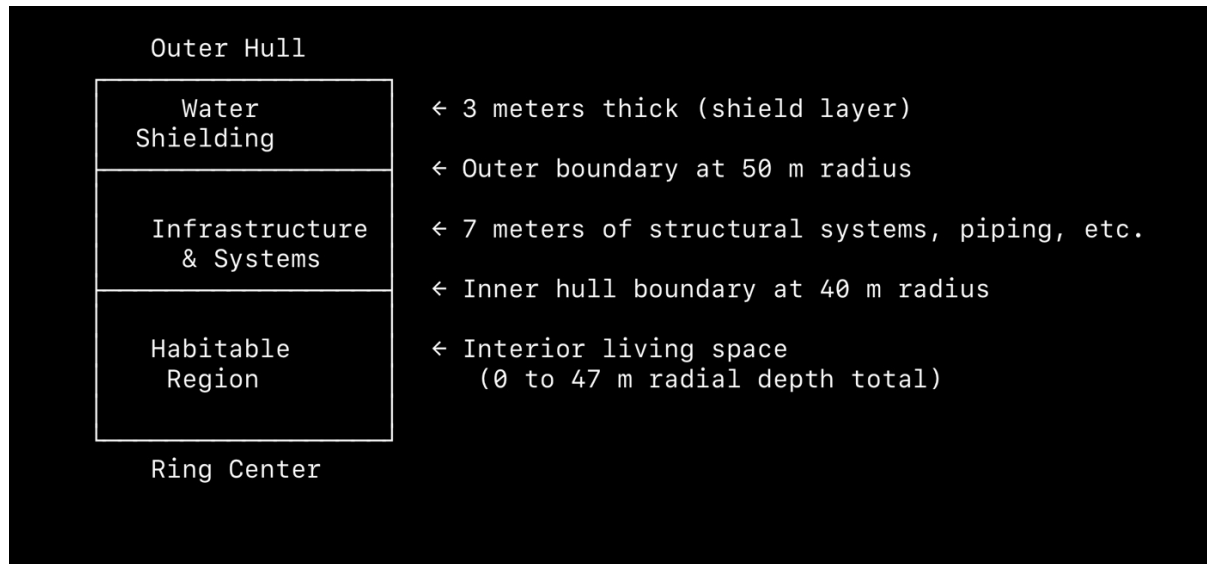 Outer Hull
Water
Shielding
← 3 meters thick (shield layer)
← Outer boundary at 50 m radius
Infrastructure
& Systems
← 7 meters of structural systems, piping, etc.
← Inner hull boundary at 40 m radius
Habitable
Region
← Interior living space
(0 to 47 m radial depth total)
Ring Center